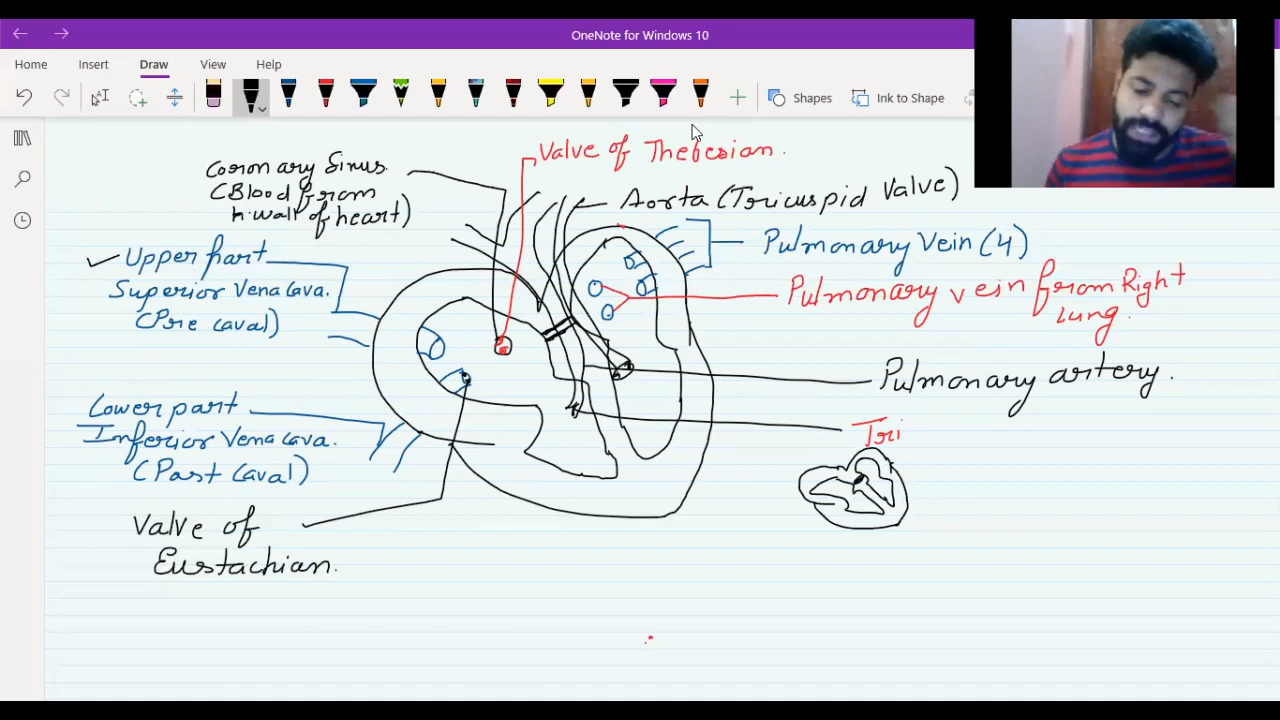 OneNote for Windows 10
Home Insert Draw View Help
Shapes Ink to Shape
Valve of Thebesian.
Coronary Sinus.
(Blood from
n. wall of heart)
Aorta (Tricuspid Valve)
Upper part
Superior Vena Cava.
(Pre caval)
Pulmonary Vein (4)
Pulmonary vein from Right
Lung.
Pulmonary artery.
Lower part
Inferior Vena Cava.
(Post Caval)
Tri
Valve of
Eustachian.